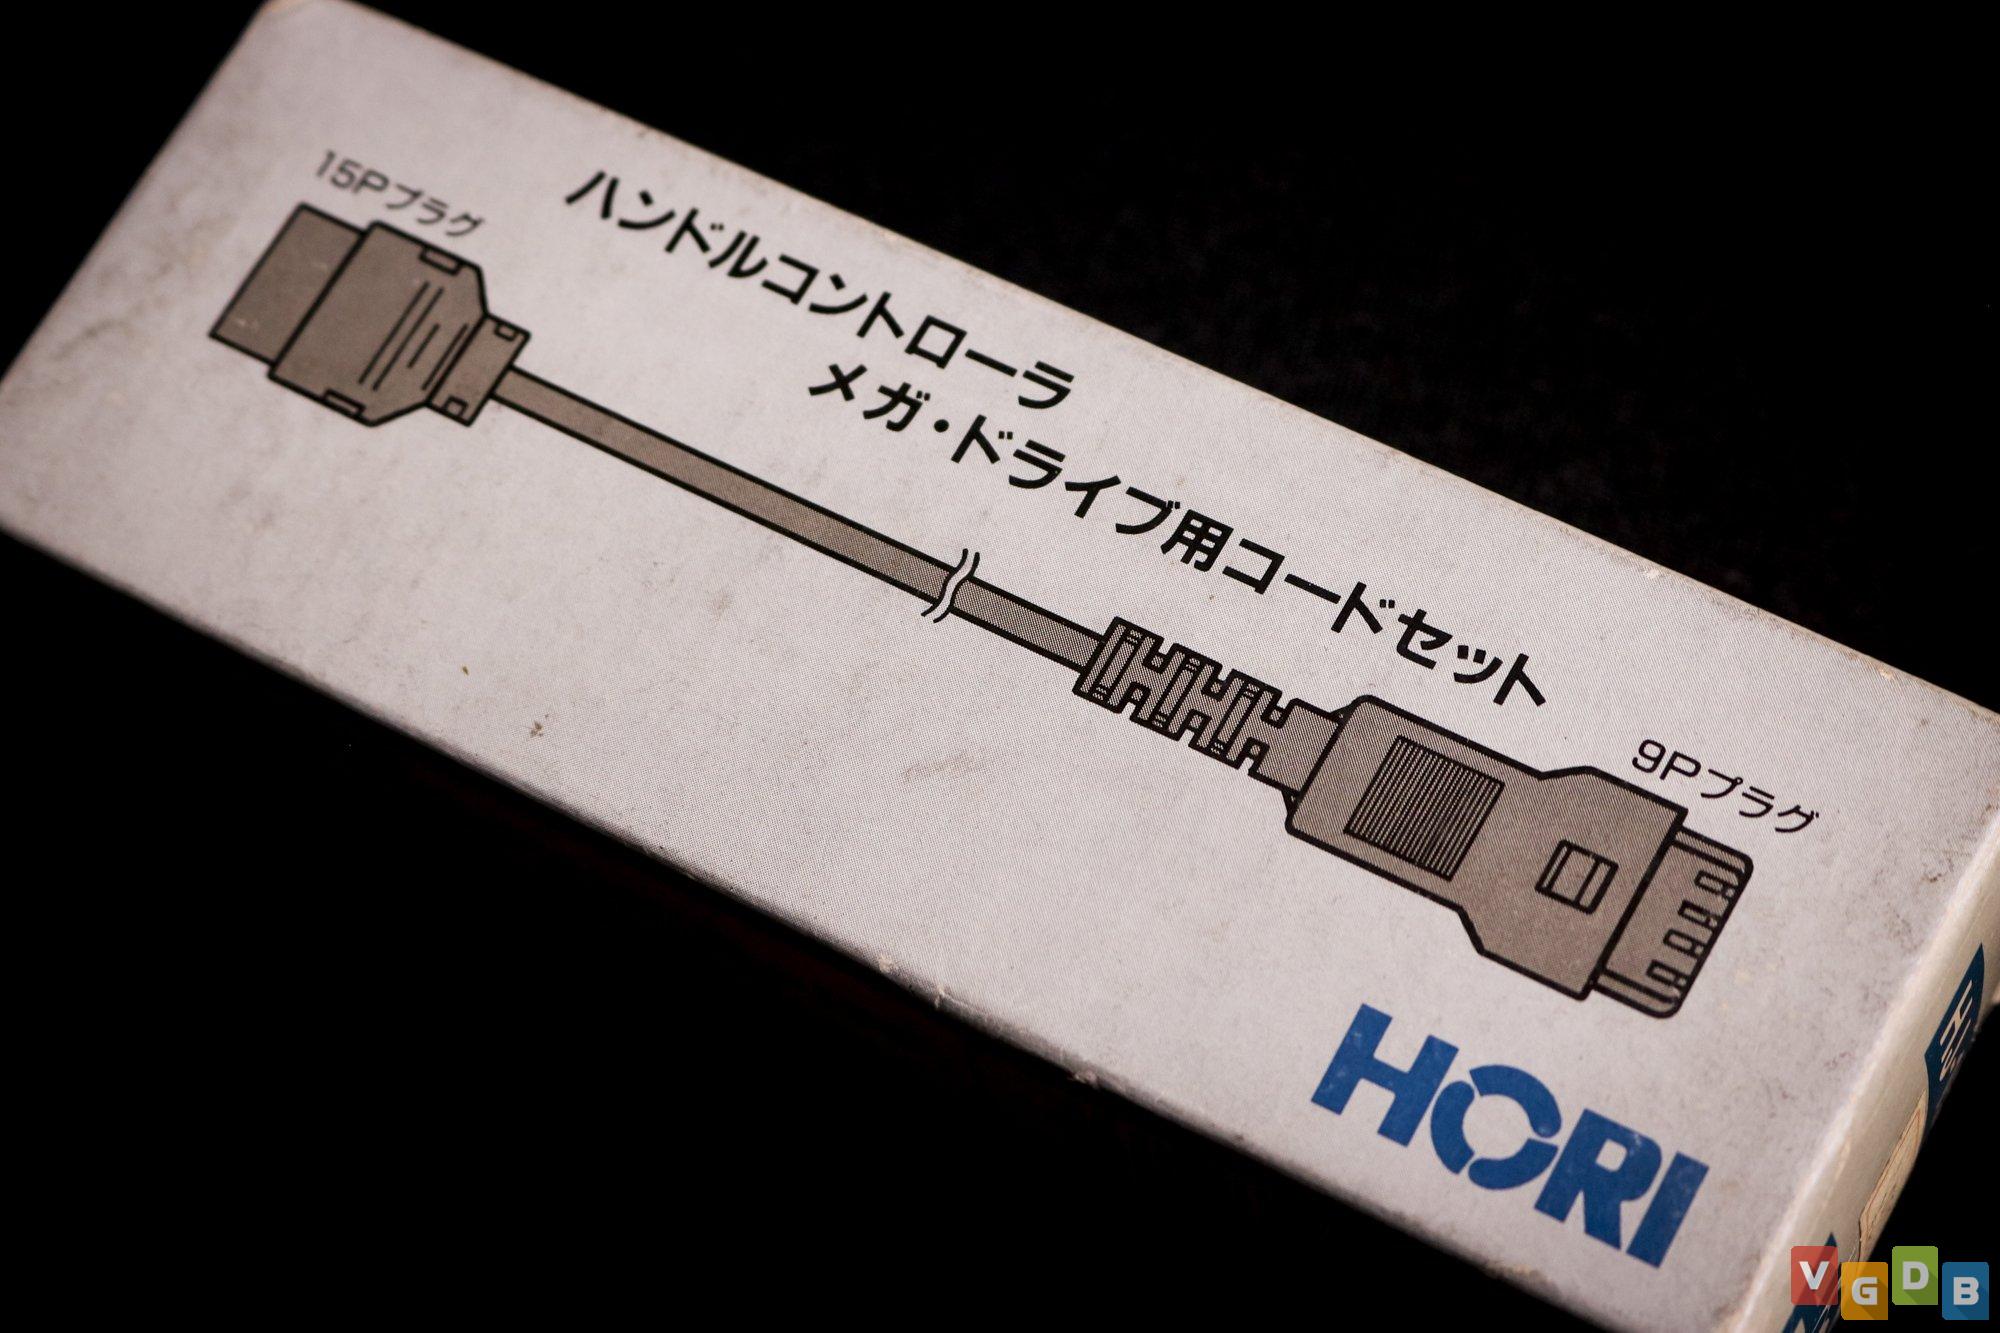 15Pプラグ
ハンドルコントローラ
メガ・ドライブ用コードセット
9Pプラグ
HORI
VGDB